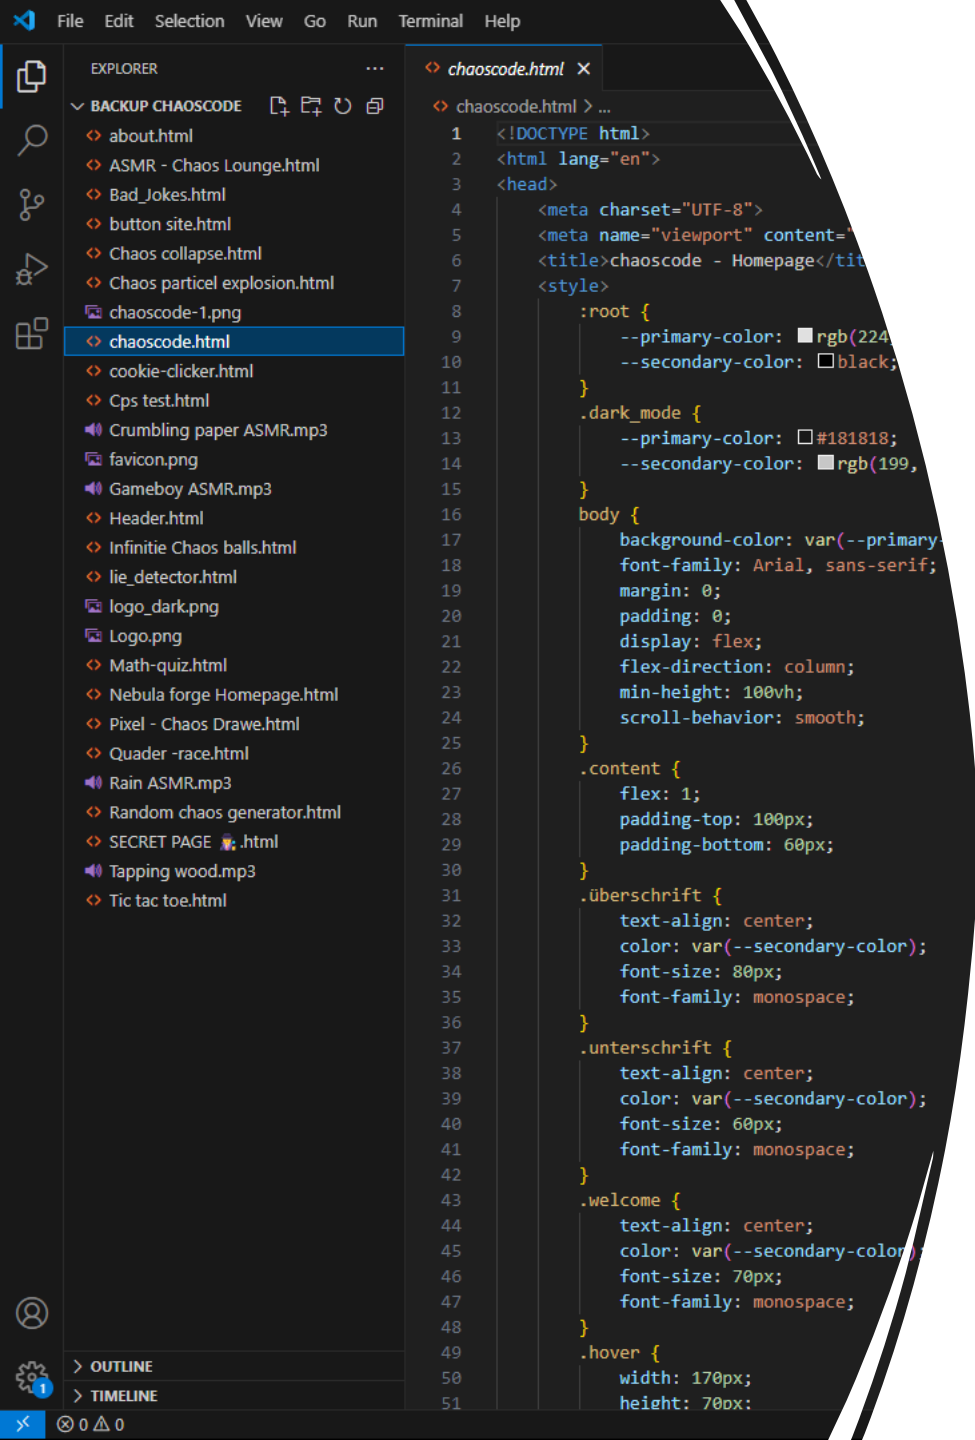 File Edit Selection View Go Run Terminal Help
EXPLORER ...
BACKUP CHAOSCODE
about.html
ASMR - Chaos Lounge.html
Bad_Jokes.html
button site.html
Chaos collapse.html
Chaos particel explosion.html
chaoscode-1.png
chaoscode.html
cookie-clicker.html
Cps test.html
Crumbling paper ASMR.mp3
favicon.png
Gameboy ASMR.mp3
Header.html
Infinitie Chaos balls.html
lie_detector.html
logo_dark.png
Logo.png
Math-quiz.html
Nebula forge Homepage.html
Pixel - Chaos Drawe.html
Quader -race.html
Rain ASMR.mp3
Random chaos generator.html
SECRET PAGE 🕵️‍♂️.html
Tapping wood.mp3
Tic tac toe.html
OUTLINE
TIMELINE
1
0 0
chaoscode.html
chaoscode.html > ...
1 <!DOCTYPE html>
2 <html lang="en">
3 <head>
4 <meta charset="UTF-8">
5 <meta name="viewport" content="
6 <title>chaoscode - Homepage</tit
7 <style>
8 :root {
9 --primary-color: rgb(224
10 --secondary-color: black;
11 }
12 .dark_mode {
13 --primary-color: #181818;
14 --secondary-color: rgb(199,
15 }
16 body {
17 background-color: var(--primary-
18 font-family: Arial, sans-serif;
19 margin: 0;
20 padding: 0;
21 display: flex;
22 flex-direction: column;
23 min-height: 100vh;
24 scroll-behavior: smooth;
25 }
26 .content {
27 flex: 1;
28 padding-top: 100px;
29 padding-bottom: 60px;
30 }
31 .überschrift {
32 text-align: center;
33 color: var(--secondary-color);
34 font-size: 80px;
35 font-family: monospace;
36 }
37 .unterschrift {
38 text-align: center;
39 color: var(--secondary-color);
40 font-size: 60px;
41 font-family: monospace;
42 }
43 .welcome {
44 text-align: center;
45 color: var(--secondary-color);
46 font-size: 70px;
47 font-family: monospace;
48 }
49 .hover {
50 width: 170px;
51 height: 70px;